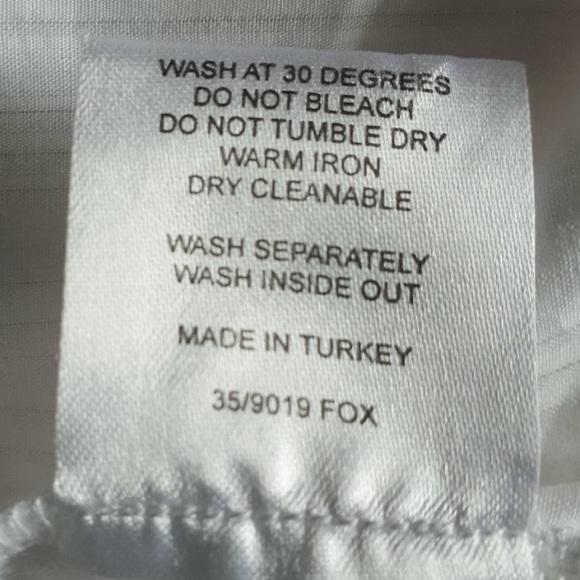 WASH AT 30 DEGREES
DO NOT BLEACH
DO NOT TUMBLE DRY
WARM IRON
DRY CLEANABLE
WASH SEPARATELY
WASH INSIDE OUT
MADE IN TURKEY
35/9019 FOX